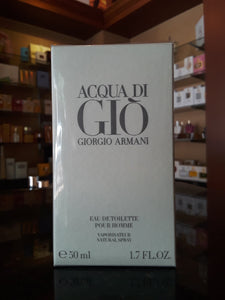 ACQUA DI
GIÒ
GIORGIO ARMANI
EAU DE TOILETTE
POUR HOMME
VAPORISATEUR
NATURAL SPRAY
℮ 50 ml 1.7 FL.OZ.